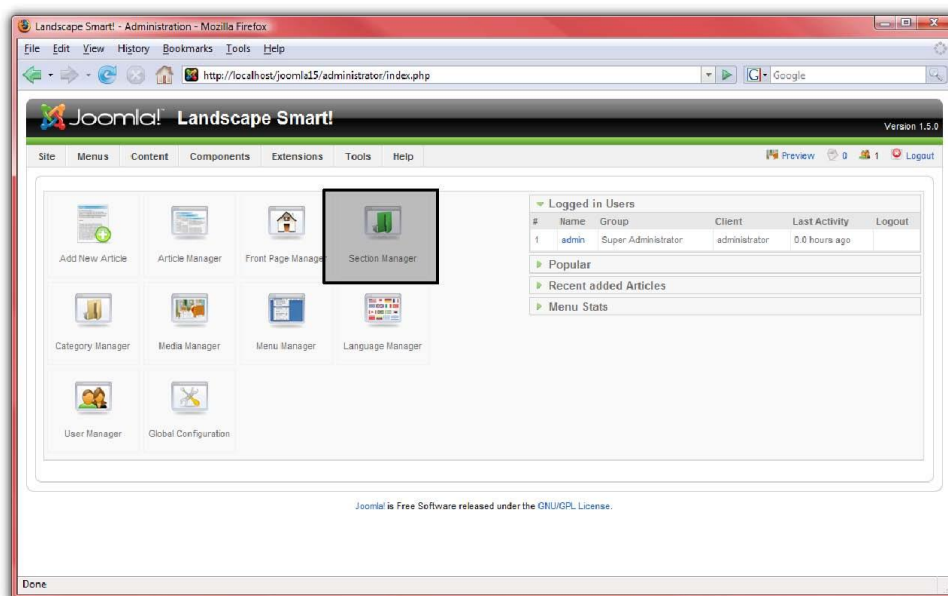 Landscape Smart! - Administration - Mozilla Firefox
File Edit View History Bookmarks Tools Help
http://localhost/joomla15/administrator/index.php
G Google
Joomla! Landscape Smart!
Version 1.5.0
Site Menus Content Components Extensions Tools Help
Preview 0 1 Logout
Add New Article
Article Manager
Front Page Manager
Section Manager
Category Manager
Media Manager
Menu Manager
Language Manager
User Manager
Global Configuration
Logged in Users
# Name Group Client Last Activity Logout
1 admin Super Administrator administrator 0.0 hours ago
Popular
Recent added Articles
Menu Stats
Joomla! is Free Software released under the GNU/GPL License.
Done